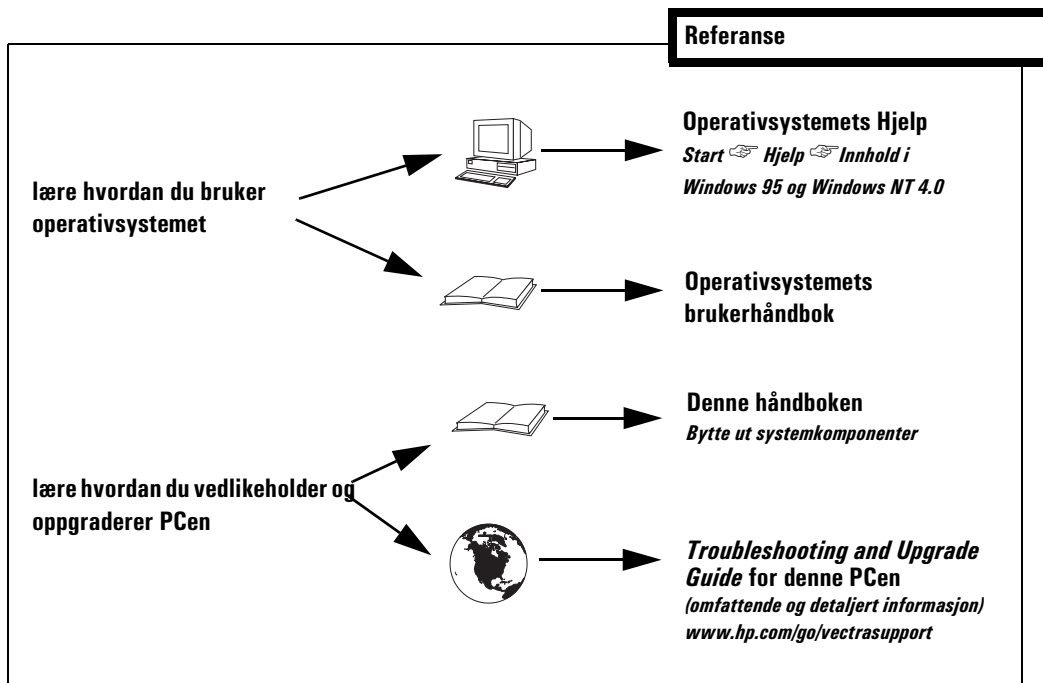 Referanse
lære hvordan du bruker
operativsystemet
Operativsystemets Hjelp
Start ☞ Hjelp ☞ Innhold i
Windows 95 og Windows NT 4.0
Operativsystemets
brukerhåndbok
lære hvordan du vedlikeholder og
oppgraderer PCen
Denne håndboken
Bytte ut systemkomponenter
Troubleshooting and Upgrade
Guide for denne PCen
(omfattende og detaljert informasjon)
www.hp.com/go/vectrasupport